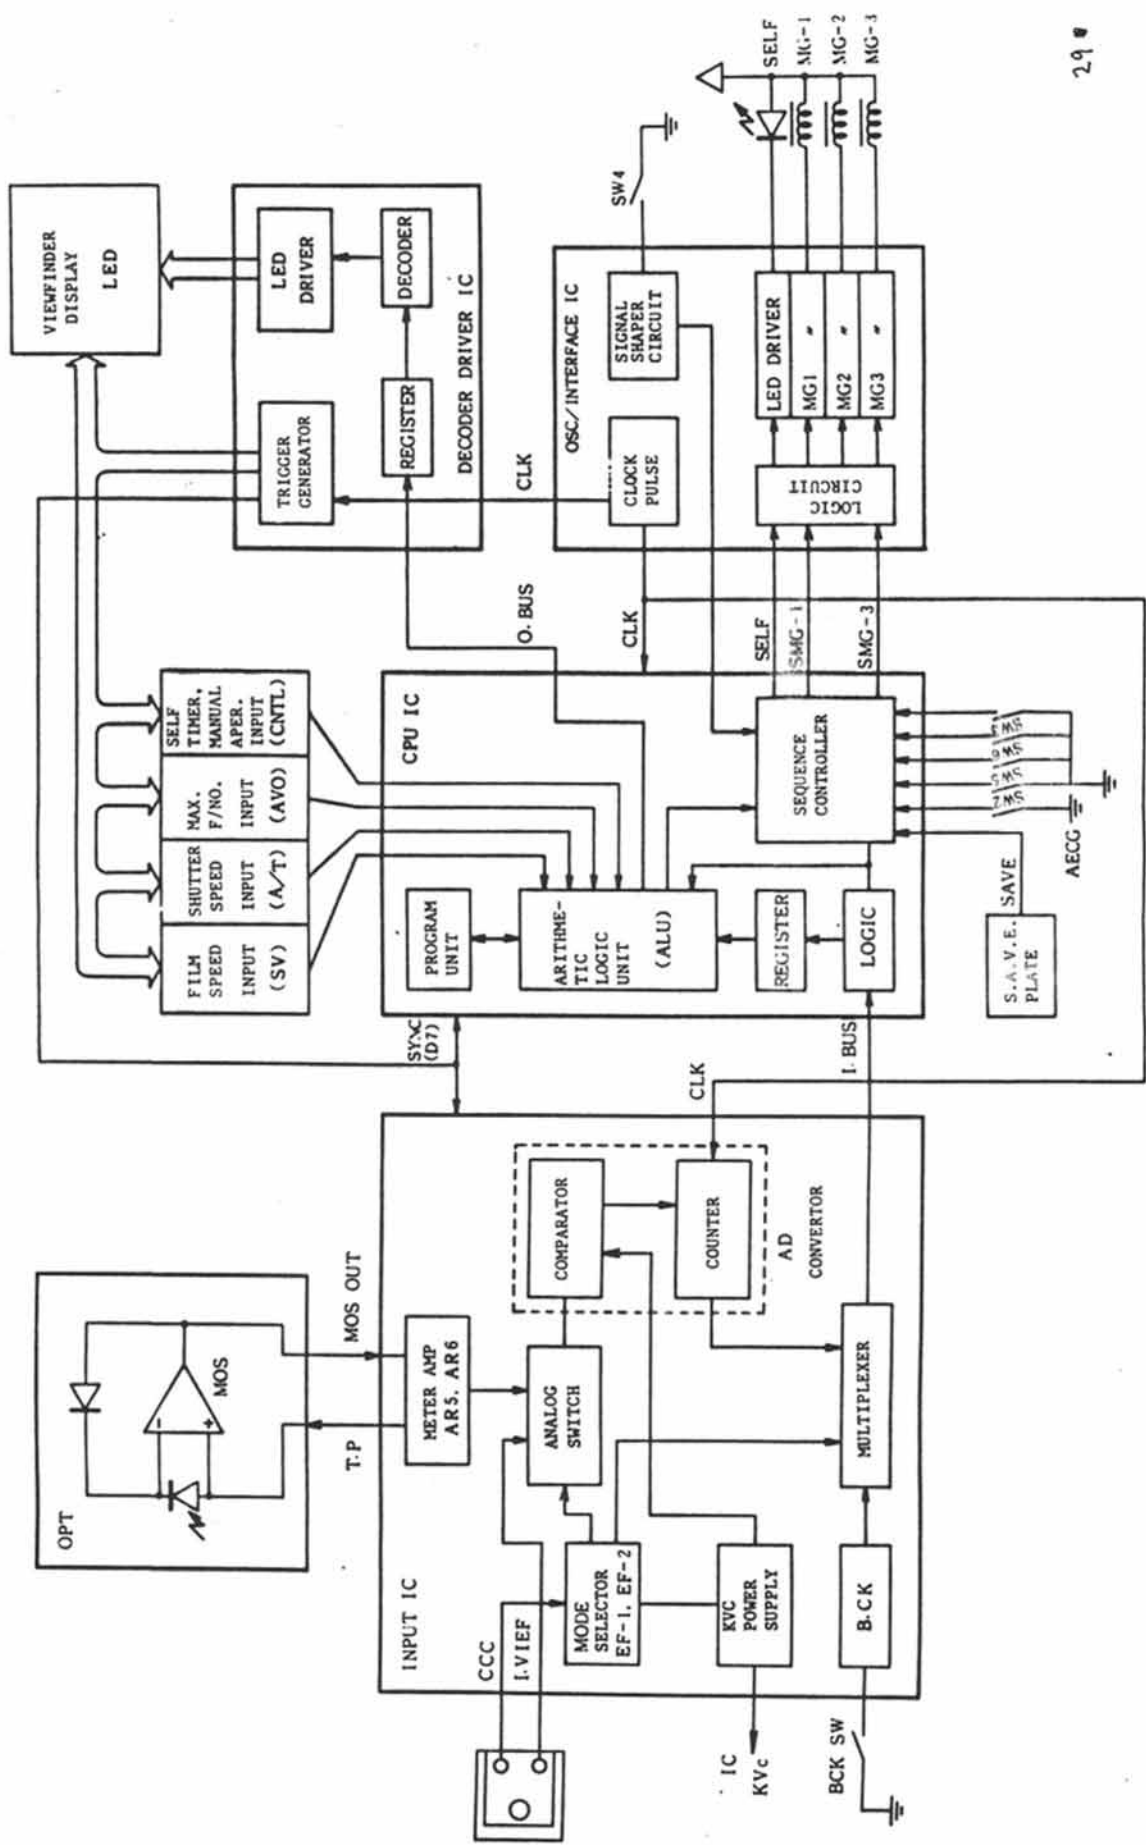 VIEWFINDER
DISPLAY
LED
LED
DRIVER
DECODER
TRIGGER
GENERATOR
REGISTER
DECODER DRIVER IC
SELF
TIMER,
MANUAL
APER.
INPUT
(CNTL)
MAX.
F/NO.
INPUT
(AVO)
SHUTTER
SPEED
INPUT
(A/T)
FILM
SPEED
INPUT
(SV)
SYNC
(D7)
O. BUS
CLK
CLK
CPU IC
PROGRAM
UNIT
ARITHME-
TIC
LOGIC
UNIT
(ALU)
REGISTER
LOGIC
SEQUENCE
CONTROLLER
SELF
SMG-1
SMG-3
OSC/INTERFACE IC
CLOCK
PULSE
SIGNAL
SHAPER
CIRCUIT
SW4
LOGIC
CIRCUIT
LED DRIVER
MG1 "
MG2 "
MG3 "
SELF
MG-1
MG-2
MG-3
SW2
SW5
SW6
AECG
SAVE
S.A.V.E.
PLATE
OPT
MOS
-
+
T.P
MOS OUT
INPUT IC
METER AMP
AR5, AR6
ANALOG
SWITCH
COMPARATOR
COUNTER
AD
CONVERTOR
CLK
I. BUS
MODE
SELECTOR
EF-1, EF-2
KVC
POWER
SUPPLY
B.CK
MULTIPLEXER
CCC
I.VIEF
IC
KVc
BCK SW
29